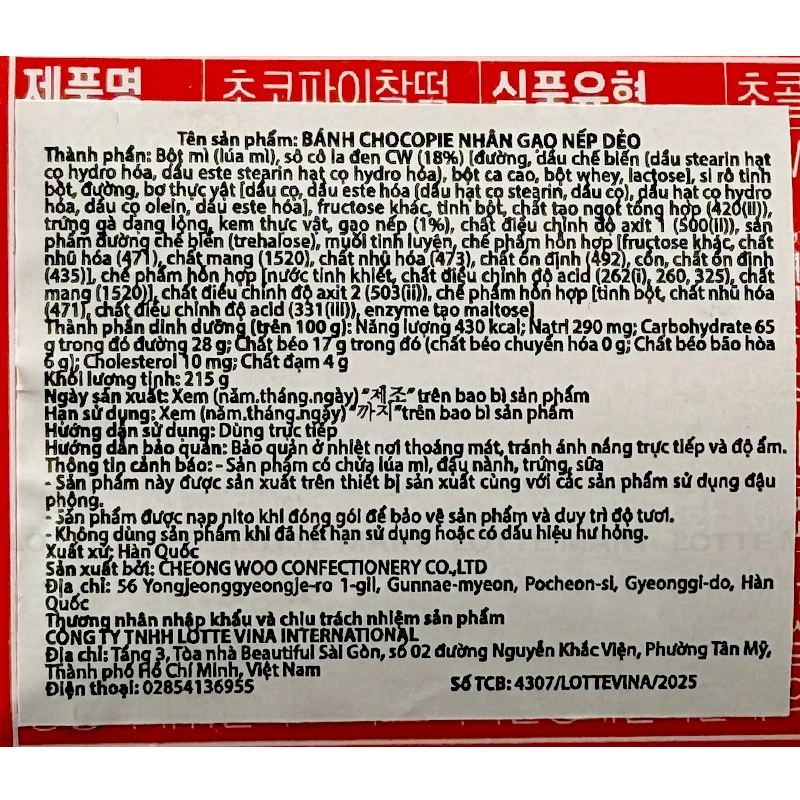 제품명 초코파이찰떡 식품유형 초콜
Tên sản phẩm: BÁNH CHOCOPIE NHÂN GẠO NẾP DẺO
Thành phần: Bột mì (lúa mì), sô cô la đen CW (18%) [đường, dầu chế biến (dầu stearin hạt
cọ hydro hóa, dầu este stearin hạt cọ hydro hóa), bột ca cao, bột whey, lactose], si rô tinh
bột, đường, bơ thực vật [dầu cọ, dầu este hóa (dầu hạt cọ stearin, dầu cọ), dầu hạt cọ hydro
hóa, dầu cọ olein, dầu este hóa], fructose khác, tinh bột, chất tạo ngọt tổng hợp (420(ii)),
trứng gà dạng lỏng, kem thực vật, gạo nếp (1%), chất điều chỉnh độ axit 1 (500(ii)), sản
phẩm đường chế biến (trehalose), muối tinh luyện, chế phẩm hỗn hợp [fructose khác, chất
nhũ hóa (471), chất mang (1520), chất nhũ hóa (473), chất ổn định (492), cồn, chất ổn định
(435)], chế phẩm hỗn hợp [nước tinh khiết, chất điều chỉnh độ acid (262(i), 260, 325), chất
mang (1520)], chất điều chỉnh độ axit 2 (503(ii)), chế phẩm hỗn hợp [tinh bột, chất nhũ hóa
(471), chất điều chỉnh độ acid (331(iii)), enzyme tạo maltose]
Thành phần dinh dưỡng (trên 100 g): Năng lượng 430 kcal; Natri 290 mg; Carbohydrate 65
g trong đó đường 28 g; Chất béo 17 g trong đó (chất béo chuyển hóa 0 g; Chất béo bão hòa
6 g); Cholesterol 10 mg; Chất đạm 4 g
Khối lượng tịnh: 215 g
Ngày sản xuất: Xem (năm.tháng.ngày) "제조" trên bao bì sản phẩm
Hạn sử dụng: Xem (năm.tháng.ngày) "까지" trên bao bì sản phẩm
Hướng dẫn sử dụng: Dùng trực tiếp
Hướng dẫn bảo quản: Bảo quản ở nhiệt nơi thoáng mát, tránh ánh nắng trực tiếp và độ ẩm.
Thông tin cảnh báo: - Sản phẩm có chứa lúa mì, đậu nành, trứng, sữa
- Sản phẩm này được sản xuất trên thiết bị sản xuất cùng với các sản phẩm sử dụng đậu
phộng.
- Sản phẩm được nạp nito khi đóng gói để bảo vệ sản phẩm và duy trì độ tươi.
- Không dùng sản phẩm khi đã hết hạn sử dụng hoặc có dấu hiệu hư hỏng.
Xuất xứ: Hàn Quốc
Sản xuất bởi: CHEONG WOO CONFECTIONERY CO.,LTD
Địa chỉ: 56 Yongjeonggyeongje-ro 1-gil, Gunnae-myeon, Pocheon-si, Gyeonggi-do, Hàn
Quốc
Thương nhân nhập khẩu và chịu trách nhiệm sản phẩm
CÔNG TY TNHH LOTTE VINA INTERNATIONAL
Địa chỉ: Tầng 3, Tòa nhà Beautiful Sài Gòn, số 02 đường Nguyễn Khắc Viện, Phường Tân Mỹ,
Thành phố Hồ Chí Minh, Việt Nam
Điện thoại: 02854136955 Số TCB: 4307/LOTTEVINA/2025